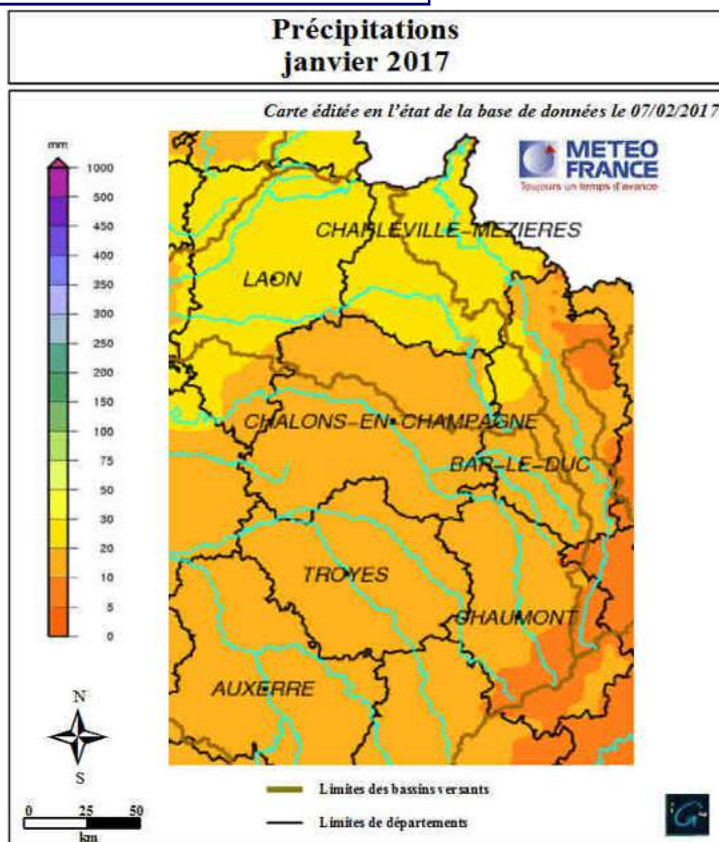 Précipitations
janvier 2017
Carte éditée en l'état de la base de données le 07/02/2017
mm
1000
500
450
400
350
300
250
200
150
100
75
50
30
20
10
5
0
METEO
FRANCE
Toujours un temps d'avance
CHARLEVILLE-MEZIERES
LAON
CHALONS-EN-CHAMPAGNE
BAR-LE-DUC
TROYES
CHAUMONT
AUXERRE
N
S
0 25 50
km
Limites des bassins versants
Limites de départements